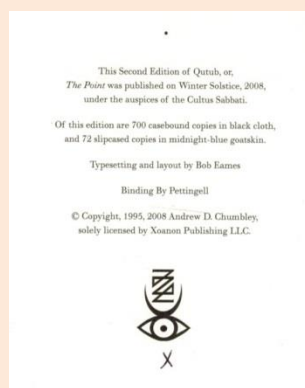 This Second Edition of Qutub, or,
The Point was published on Winter Solstice, 2008,
under the auspices of the Cultus Sabbati.
Of this edition are 700 casebound copies in black cloth,
and 72 slipcased copies in midnight-blue goatskin.
Typesetting and layout by Bob Eames
Binding By Pettingell
© Copyight, 1995, 2008 Andrew D. Chumbley,
solely licensed by Xoanon Publishing LLC.
X